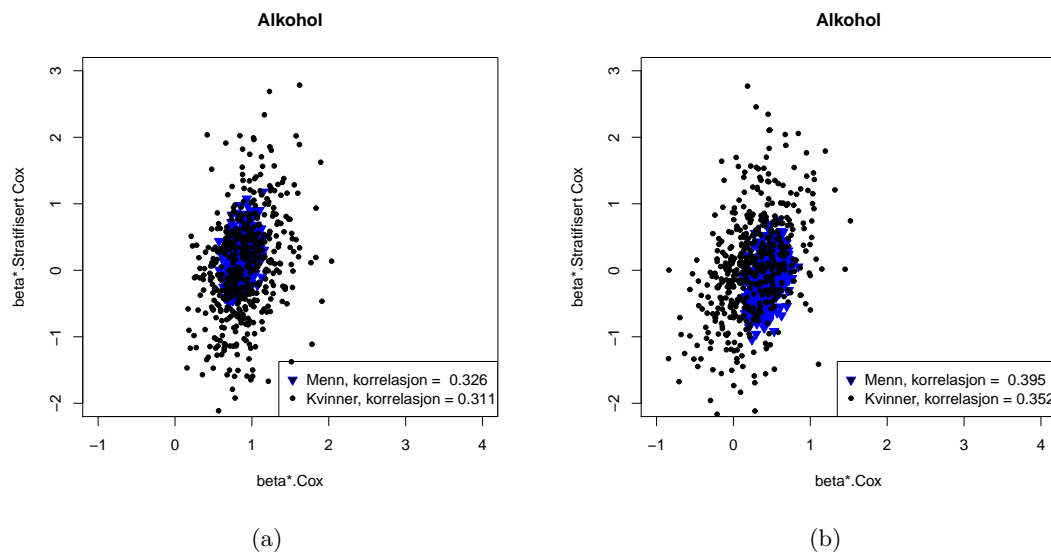 Alkohol
3
2
1
0
−1
−2
beta*.Stratifisert Cox
Menn, korrelasjon = 0.326
Kvinner, korrelasjon = 0.311
−1 0 1 2 3 4
beta*.Cox
(a)
Alkohol
3
2
1
0
−1
−2
beta*.Stratifisert Cox
Menn, korrelasjon = 0.395
Kvinner, korrelasjon = 0.352
−1 0 1 2 3 4
beta*.Cox
(b)